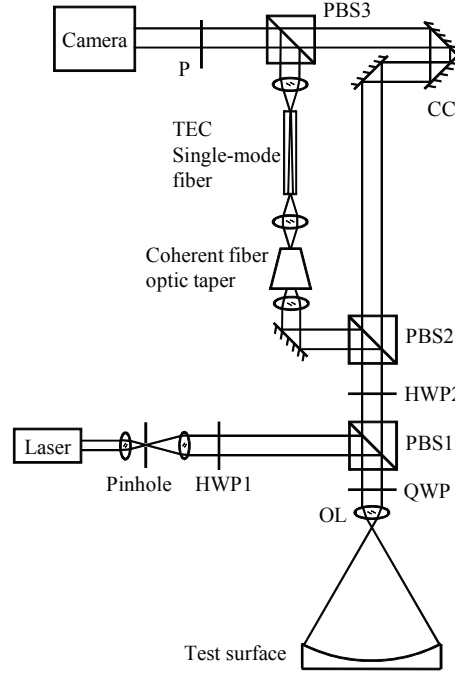 PBS3
Camera
P
CC
TEC
Single-mode
fiber
Coherent fiber
optic taper
PBS2
HWP2
PBS1
Laser
Pinhole
HWP1
QWP
OL
Test surface